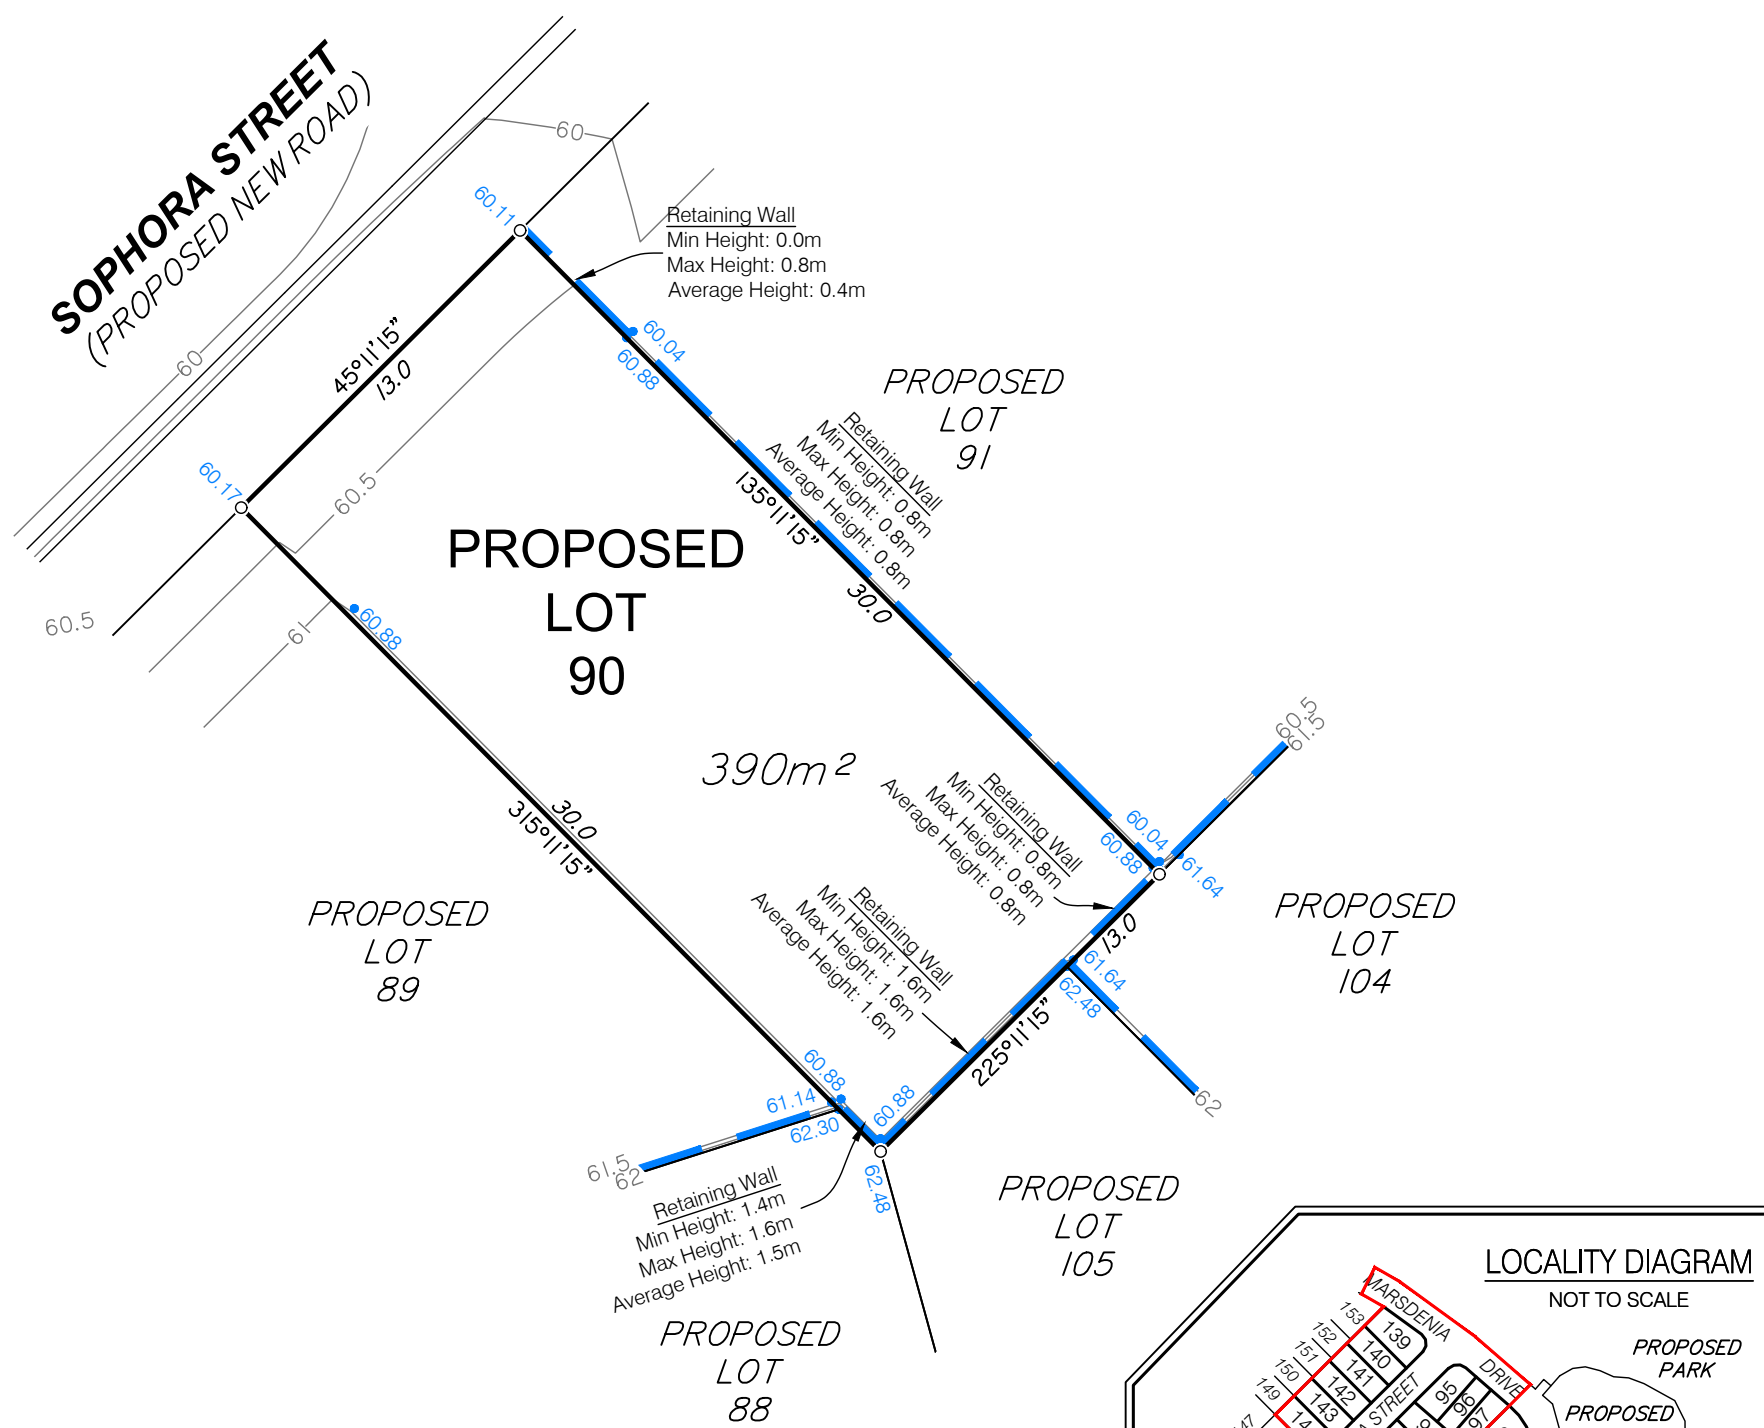 SOPHORA STREET
(PROPOSED NEW ROAD)
60
60
60.11
Retaining Wall
Min Height: 0.0m
Max Height: 0.8m
Average Height: 0.4m
45°11'15"
13.0
60.04
60.88
PROPOSED
LOT
91
Retaining Wall
Min Height: 0.8m
Max Height: 0.8m
Average Height: 0.8m
135°11'15"
30.0
60.17
60.5
60.5
61
60.88
PROPOSED
LOT
90
390m²
30.0
315°11'15"
60.5
61.5
Retaining Wall
Min Height: 0.8m
Max Height: 0.8m
Average Height: 0.8m
60.04
60.88
61.64
13.0
Retaining Wall
Min Height: 1.6m
Max Height: 1.6m
Average Height: 1.6m
61.64
62.48
225°11'15"
PROPOSED
LOT
89
PROPOSED
LOT
104
62
60.88
60.88
61.14
62.30
61.5
62
62.48
Retaining Wall
Min Height: 1.4m
Max Height: 1.6m
Average Height: 1.5m
PROPOSED
LOT
105
PROPOSED
LOT
88
LOCALITY DIAGRAM
NOT TO SCALE
MARSDENIA
DRIVE
PROPOSED
PARK
PROPOSED
153
152
151
150
149
139
140
141
142
143
STREET
95
96
97